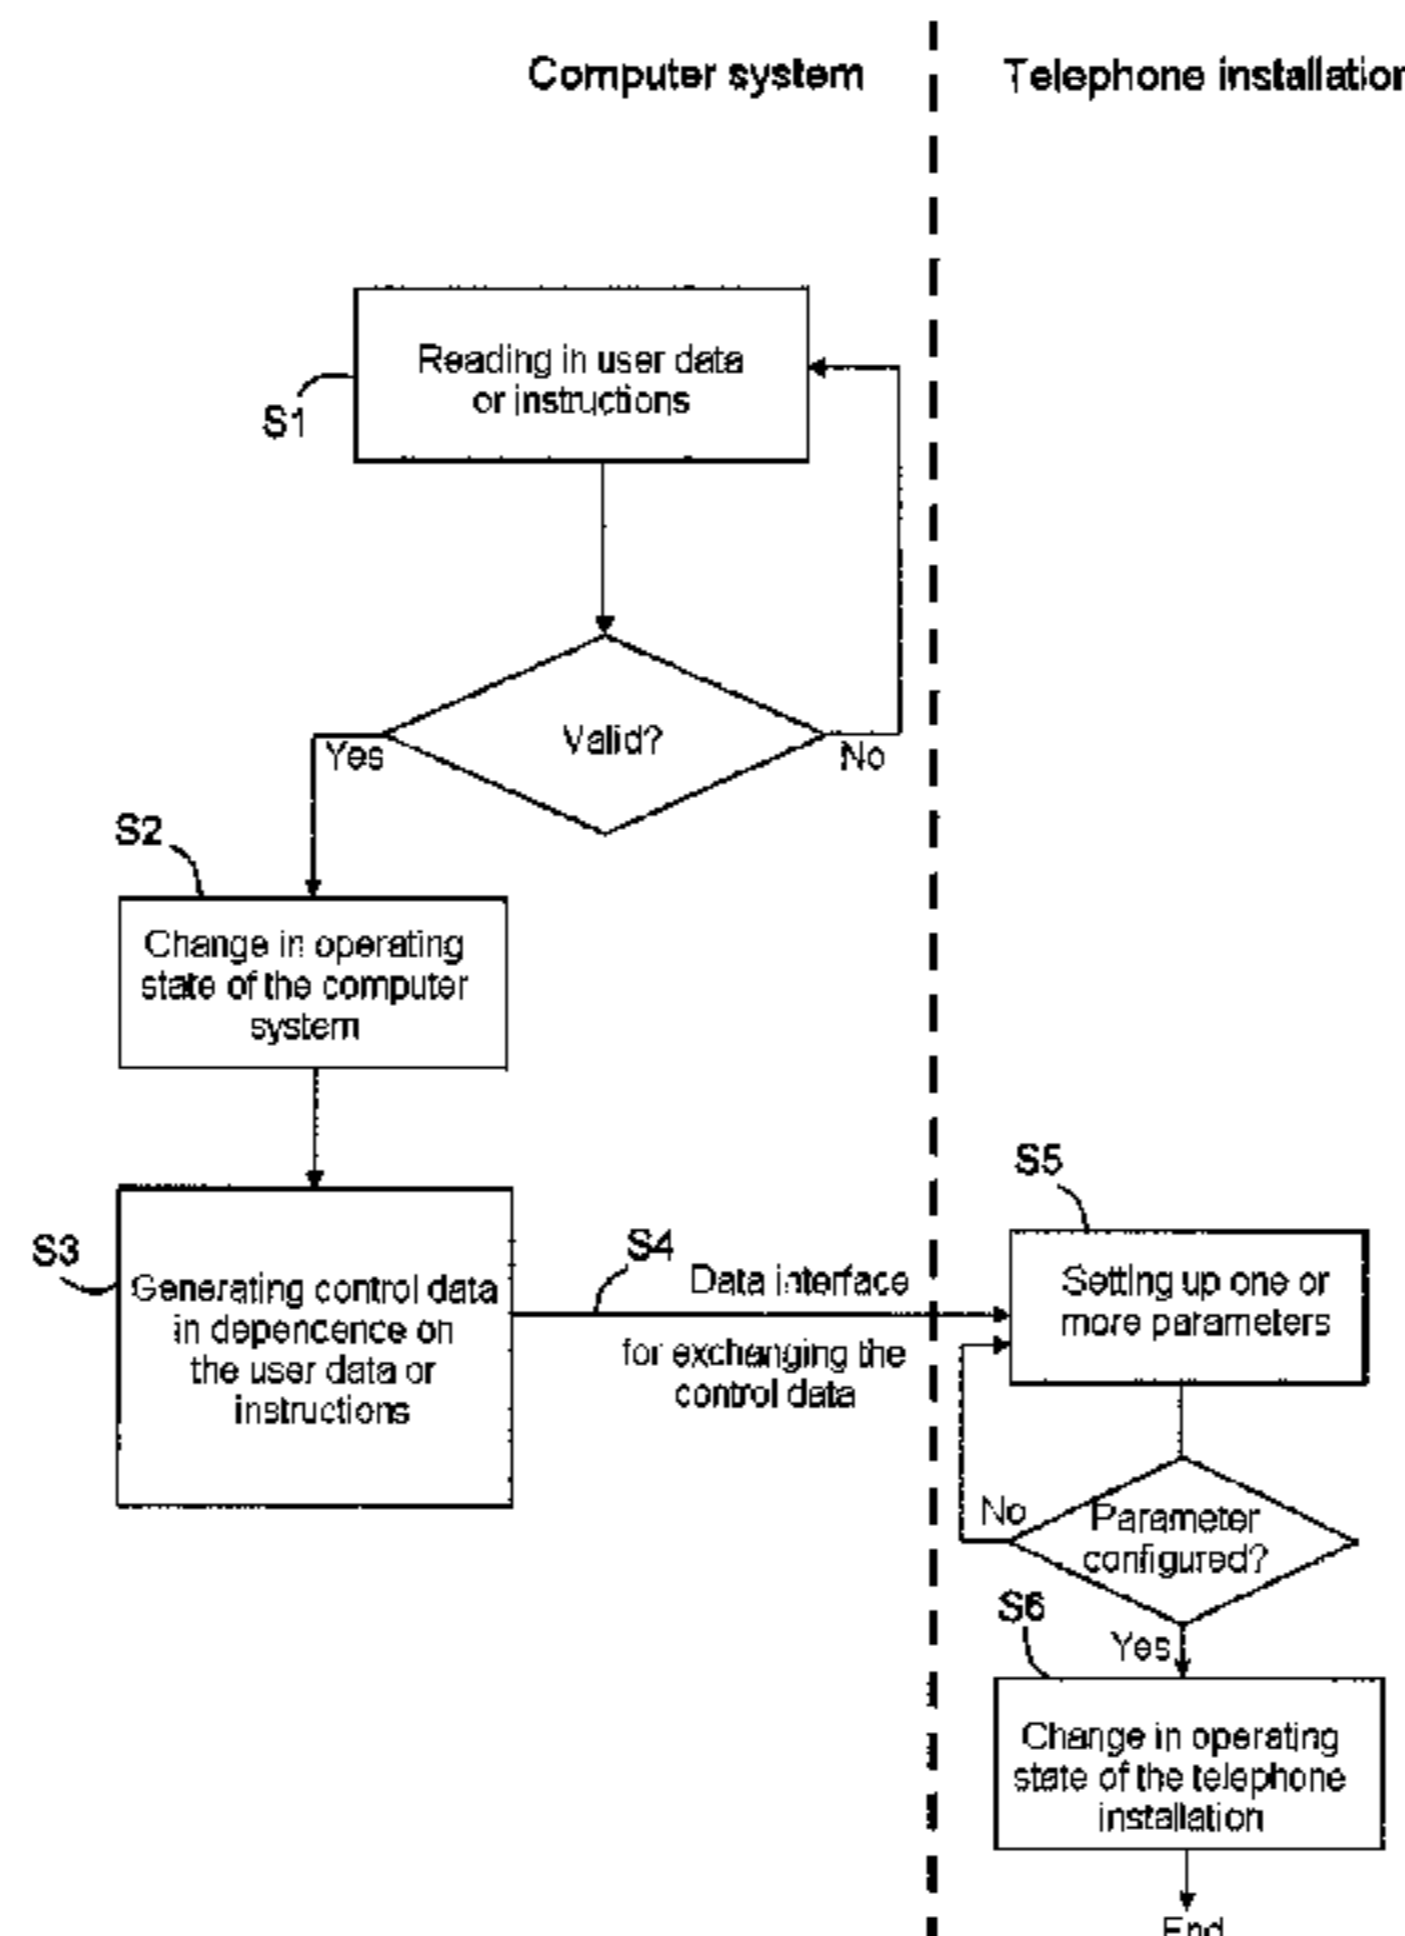 Computer system
Telephone installation
Reading in user data
or instructions
S1
Valid?
Yes
No
S2
Change in operating
state of the computer
system
S3
Generating control data
in depencence on
the user data or
instructions
S4
Data interface
for exchanging the
control data
S5
Setting up one or
more parameters
No
Parameter
configured?
S6
Yes
Change in operating
state of the telephone
installation
End